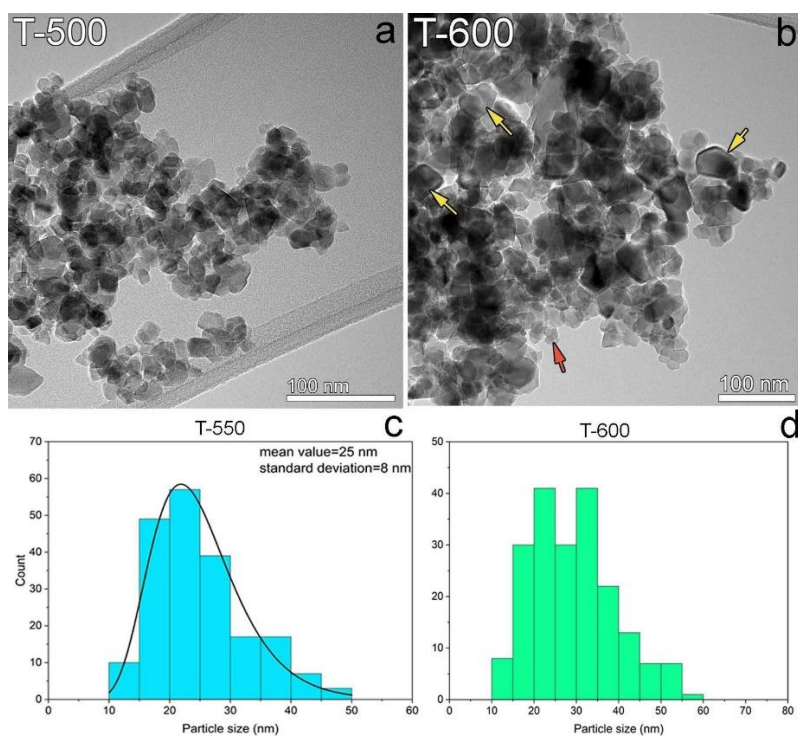 T-500
a
100 nm
T-600
b
100 nm
c
T-550
mean value=25 nm
standard deviation=8 nm
70
60
50
40
30
20
10
0
Count
0 10 20 30 40 50 60
Particle size (nm)
d
T-600
50
40
30
20
10
0
0 10 20 30 40 50 60 70 80
Particle size (nm)